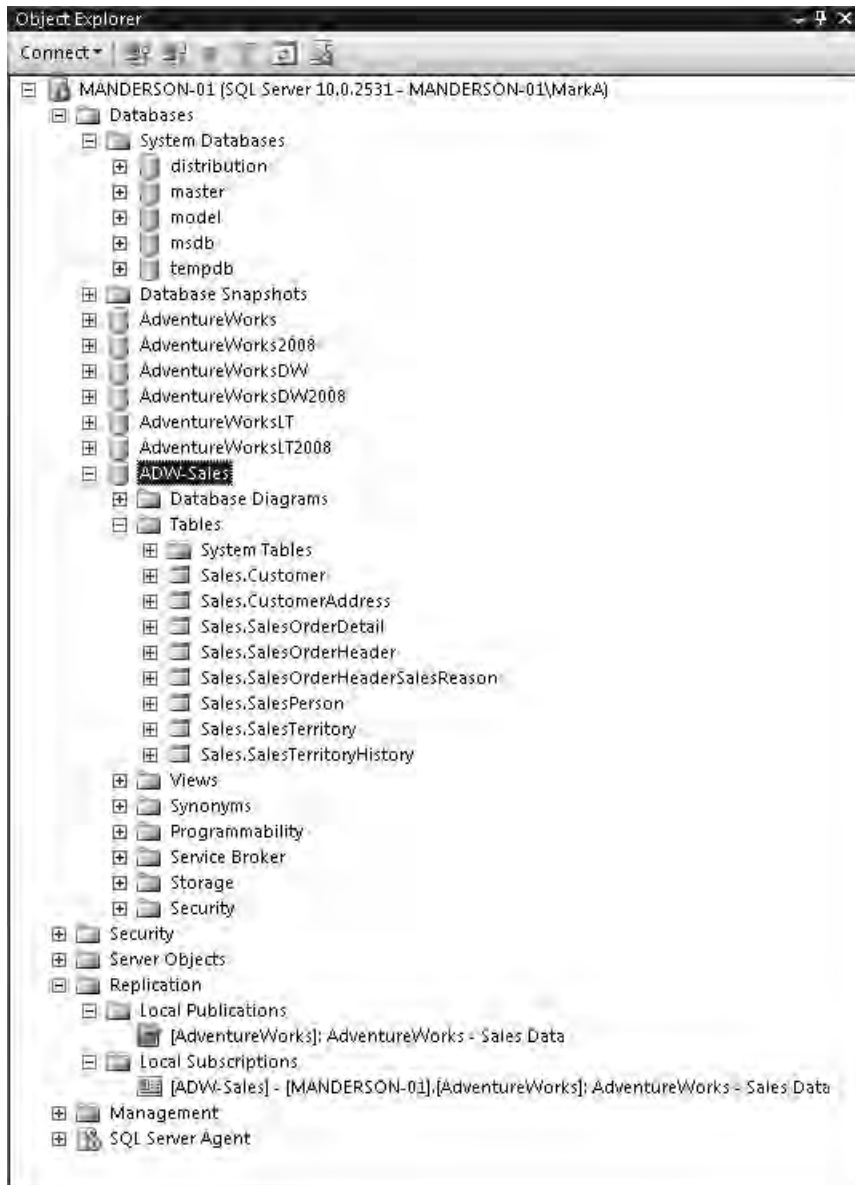 Object Explorer
Connect
MANDERSON-01 (SQL Server 10.0.2531 - MANDERSON-01\MarkA)
Databases
System Databases
distribution
master
model
msdb
tempdb
Database Snapshots
AdventureWorks
AdventureWorks2008
AdventureWorksDW
AdventureWorksDW2008
AdventureWorksLT
AdventureWorksLT2008
ADW-Sales
Database Diagrams
Tables
System Tables
Sales.Customer
Sales.CustomerAddress
Sales.SalesOrderDetail
Sales.SalesOrderHeader
Sales.SalesOrderHeaderSalesReason
Sales.SalesPerson
Sales.SalesTerritory
Sales.SalesTerritoryHistory
Views
Synonyms
Programmability
Service Broker
Storage
Security
Security
Server Objects
Replication
Local Publications
[AdventureWorks]: AdventureWorks - Sales Data
Local Subscriptions
[ADW-Sales] - [MANDERSON-01].[AdventureWorks]: AdventureWorks - Sales Data
Management
SQL Server Agent